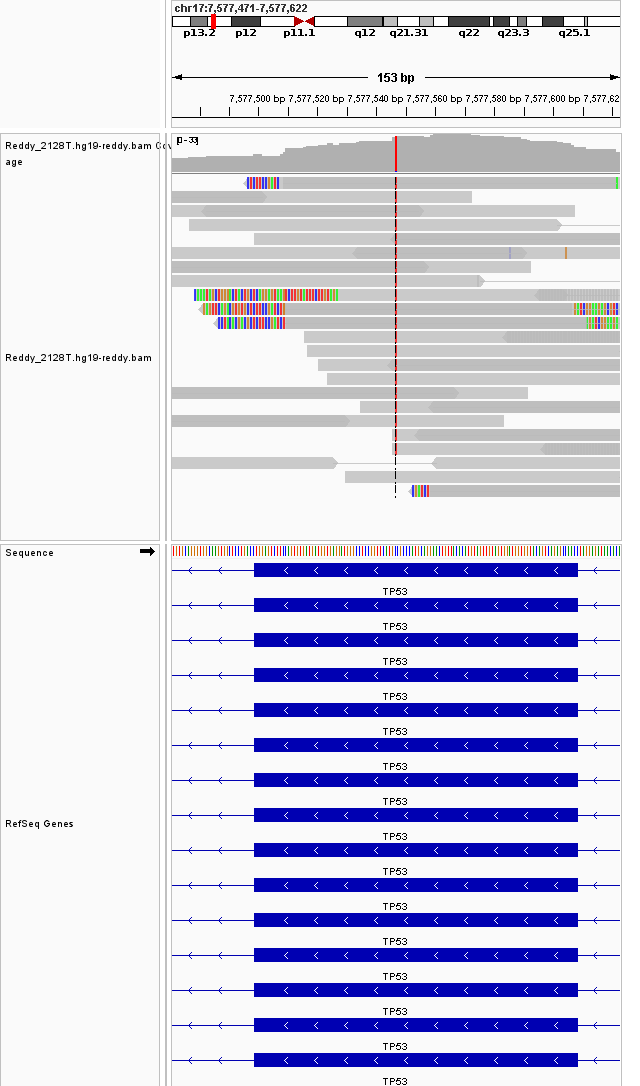 chr17:7,577,471-7,577,622
p13.2 p12 p11.1 q12 q21.31 q22 q23.3 q25.1
153 bp
7,577,500 bp 7,577,520 bp 7,577,540 bp 7,577,560 bp 7,577,580 bp 7,577,600 bp 7,577,62
Reddy_2128T.hg19-reddy.bam Cov
age
[0 - 33]
Reddy_2128T.hg19-reddy.bam
Sequence
TP53
TP53
TP53
TP53
TP53
TP53
TP53
RefSeq Genes
TP53
TP53
TP53
TP53
TP53
TP53
TP53
TP53